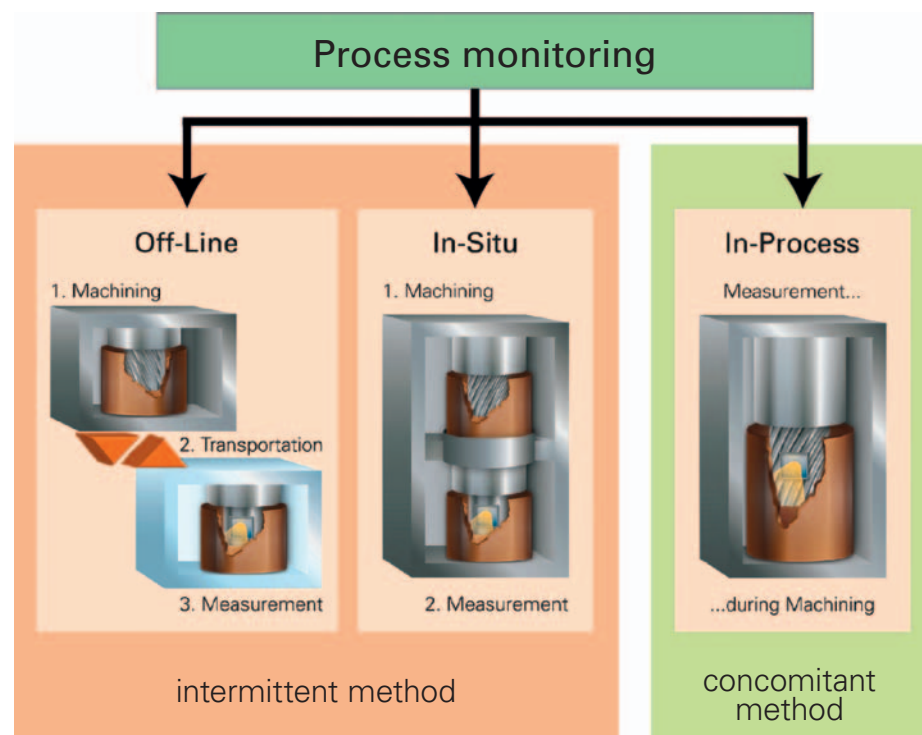 Process monitoring
Off-Line
1. Machining
2. Transportation
3. Measurement
In-Situ
1. Machining
2. Measurement
In-Process
Measurement...
...during Machining
intermittent method
concomitant
method